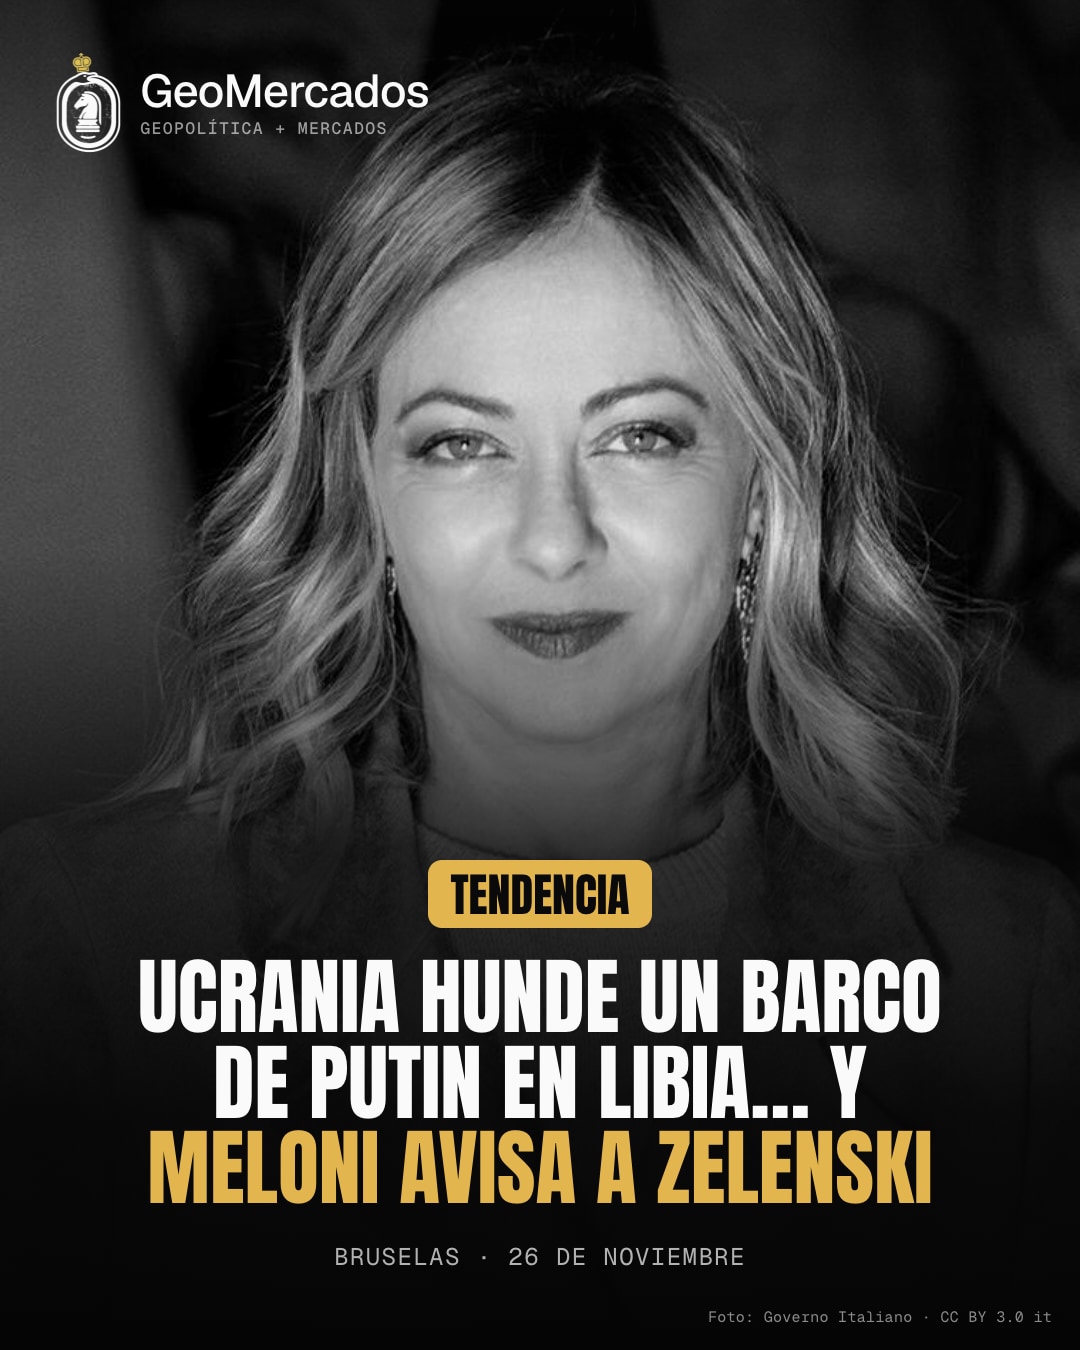 GeoMercados
GEOPOLÍTICA + MERCADOS
TENDENCIA
UCRANIA HUNDE UN BARCO
DE PUTIN EN LIBIA... Y
MELONI AVISA A ZELENSKI
BRUSELAS · 26 DE NOVIEMBRE
Foto: Governo Italiano · CC BY 3.0 it